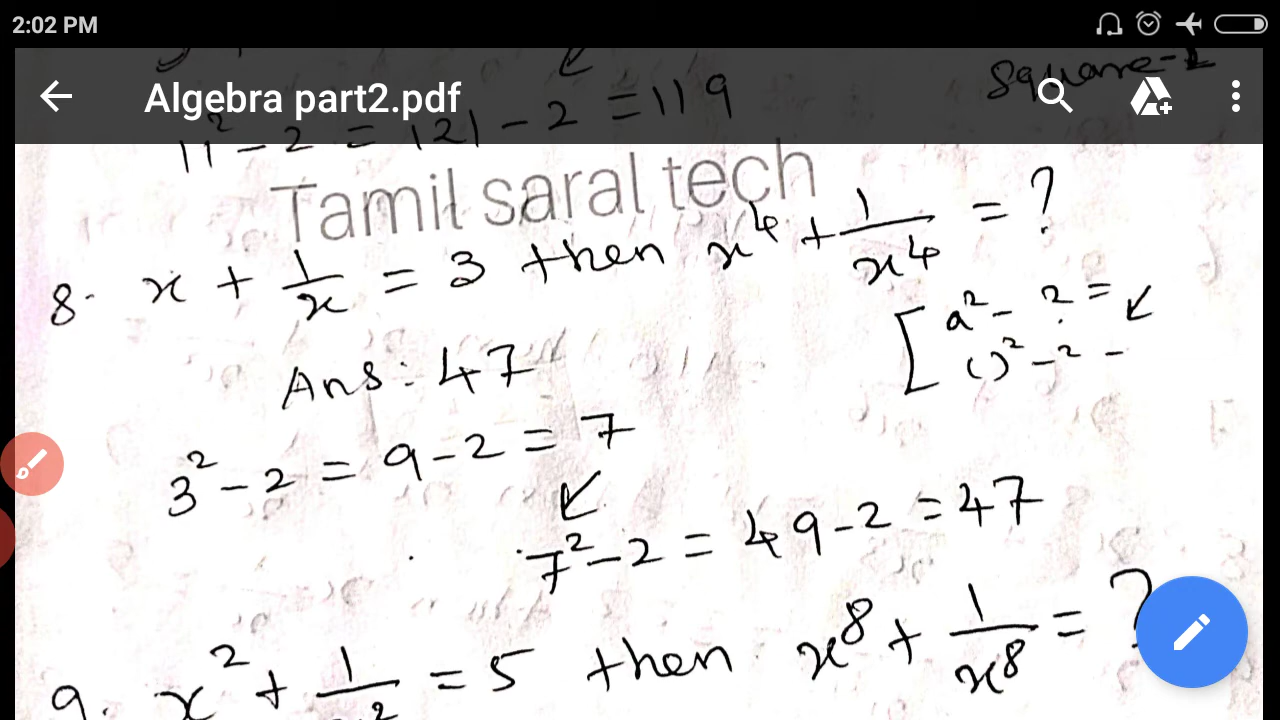 2:02 PM
Algebra part2.pdf
Square-2
11² - 2 = 121 - 2 = 119
Tamil saral tech
8. x + 1/x = 3 then x⁴ + 1/x⁴ = ?
[a² - 2 =
Ans: 47
()² - 2 -
3² - 2 = 9 - 2 = 7
7² - 2 = 49 - 2 = 47
9. x² + 1/x² = 5 then x⁸ + 1/x⁸ = ?